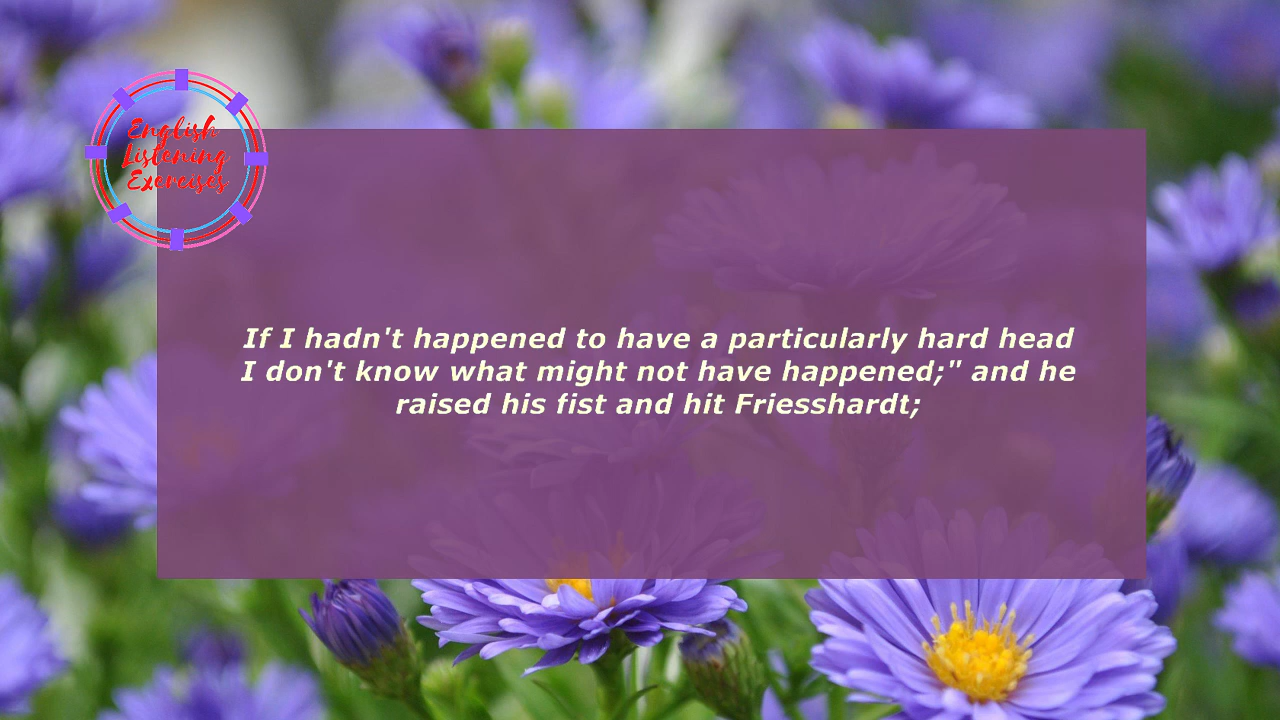 English
Listening
Exercises
If I hadn't happened to have a particularly hard head
I don't know what might not have happened;" and he
raised his fist and hit Friesshardt;